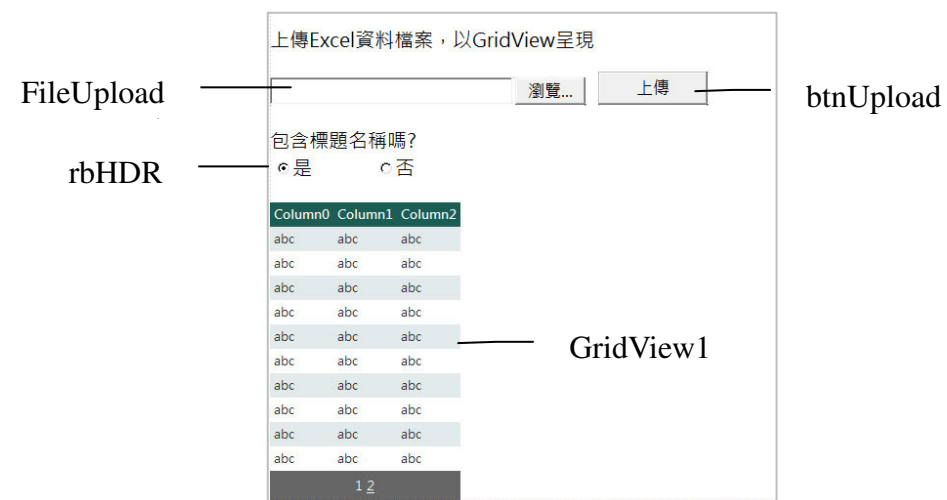 上傳Excel資料檔案，以GridView呈現
FileUpload
瀏覽...
上傳
btnUpload
包含標題名稱嗎?
rbHDR
是
否
Column0 Column1 Column2
abc abc abc
abc abc abc
abc abc abc
abc abc abc
abc abc abc
GridView1
abc abc abc
abc abc abc
abc abc abc
abc abc abc
abc abc abc
1 2